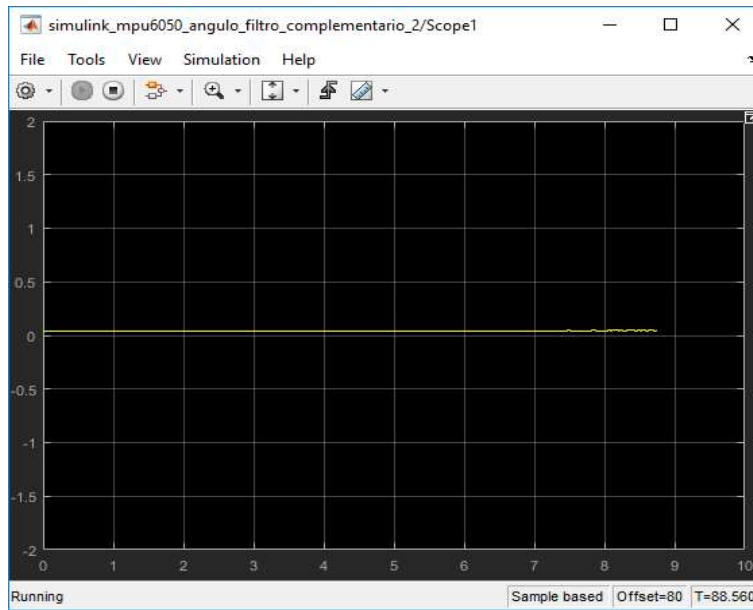 simulink_mpu6050_angulo_filtro_complementario_2/Scope1
File Tools View Simulation Help
2
1.5
1
0.5
0
-0.5
-1
-1.5
-2
0 1 2 3 4 5 6 7 8 9 10
Running Sample based Offset=80 T=88.560